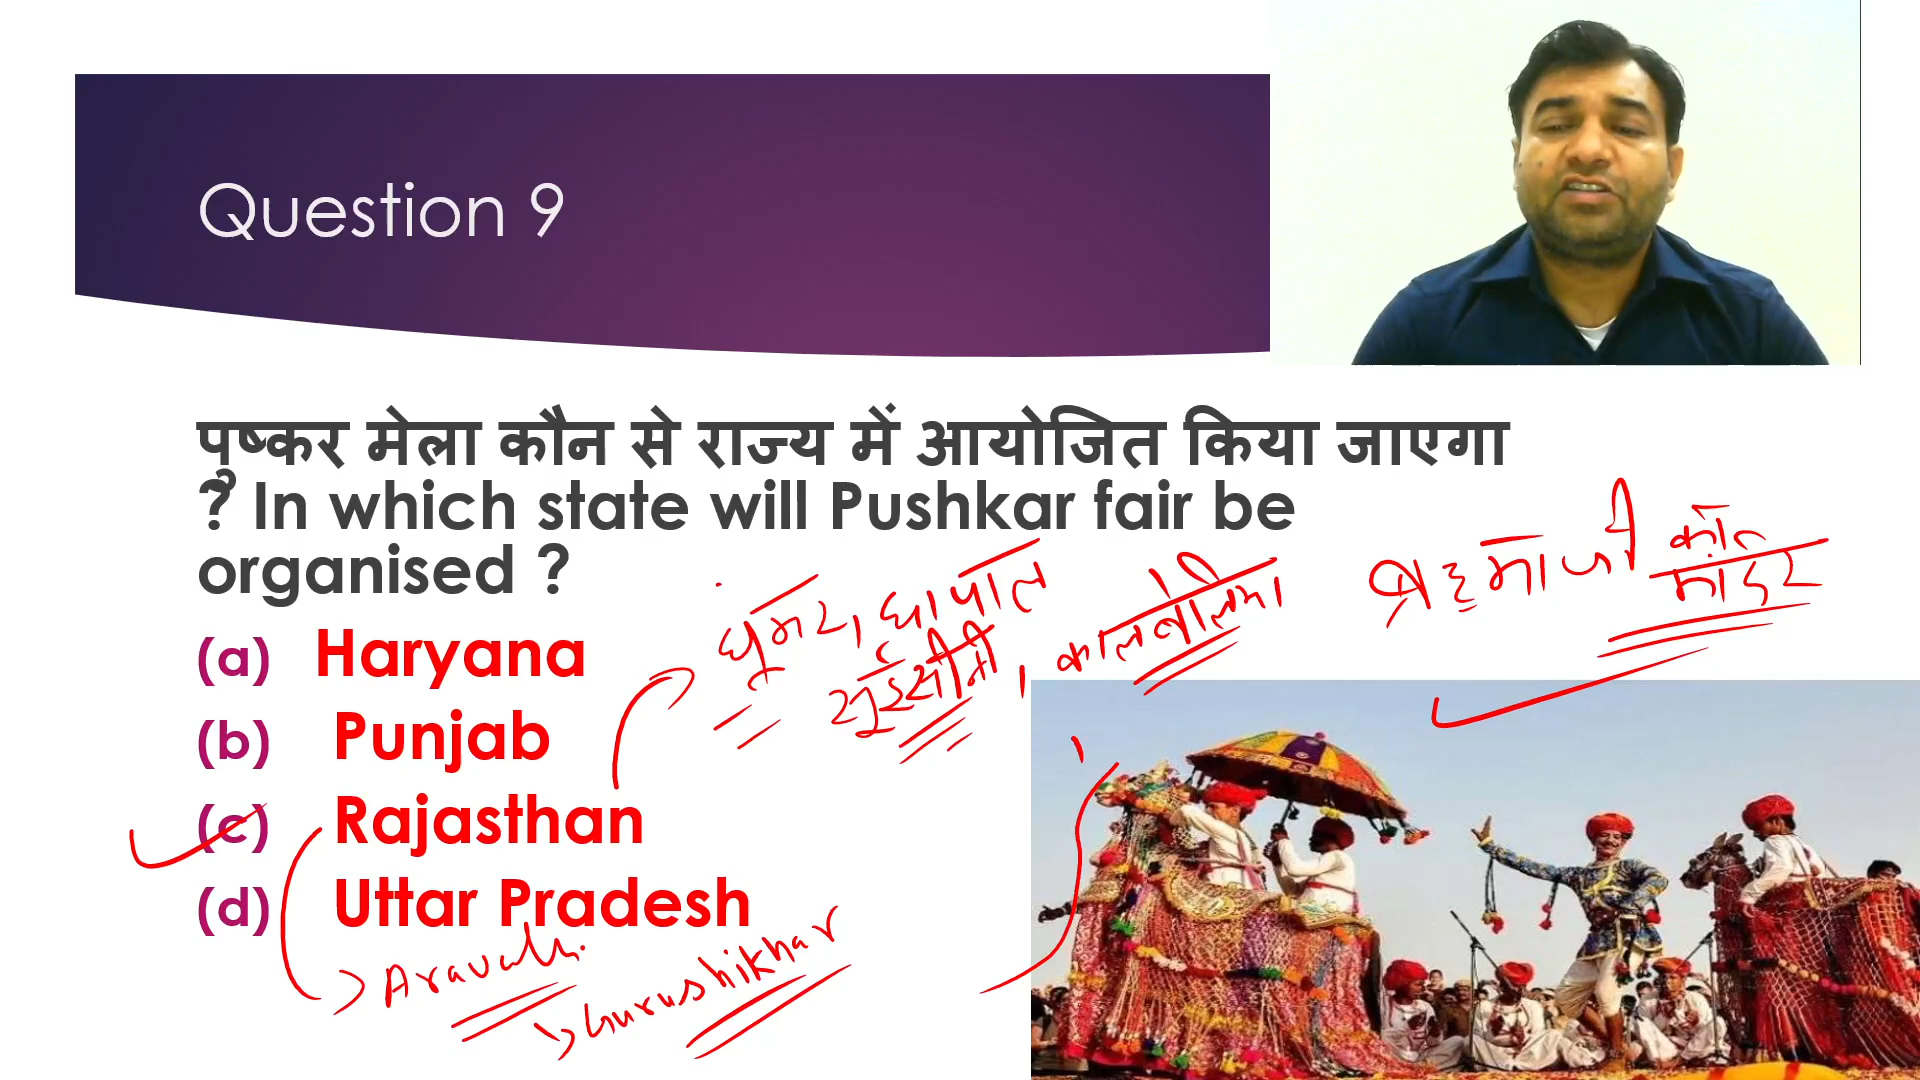 Question 9
पुष्कर मेला कौन से राज्य में आयोजित किया जाएगा
? In which state will Pushkar fair be
organised ?
(a) Haryana
(b) Punjab
(c) Rajasthan
(d) Uttar Pradesh
घूमर, घापाल
कालबेलिया
ब्रह्माजी का
मंदिर
Aravalli
Gurushikhar